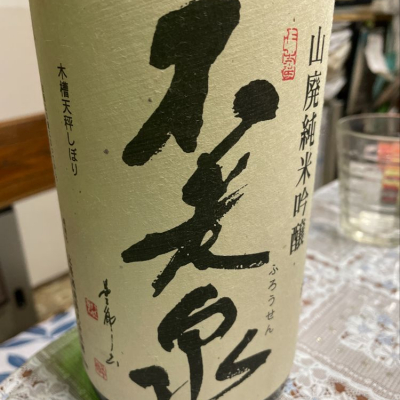 山廃純米吟醸
不老泉
ふろうせん
木槽天秤しぼり